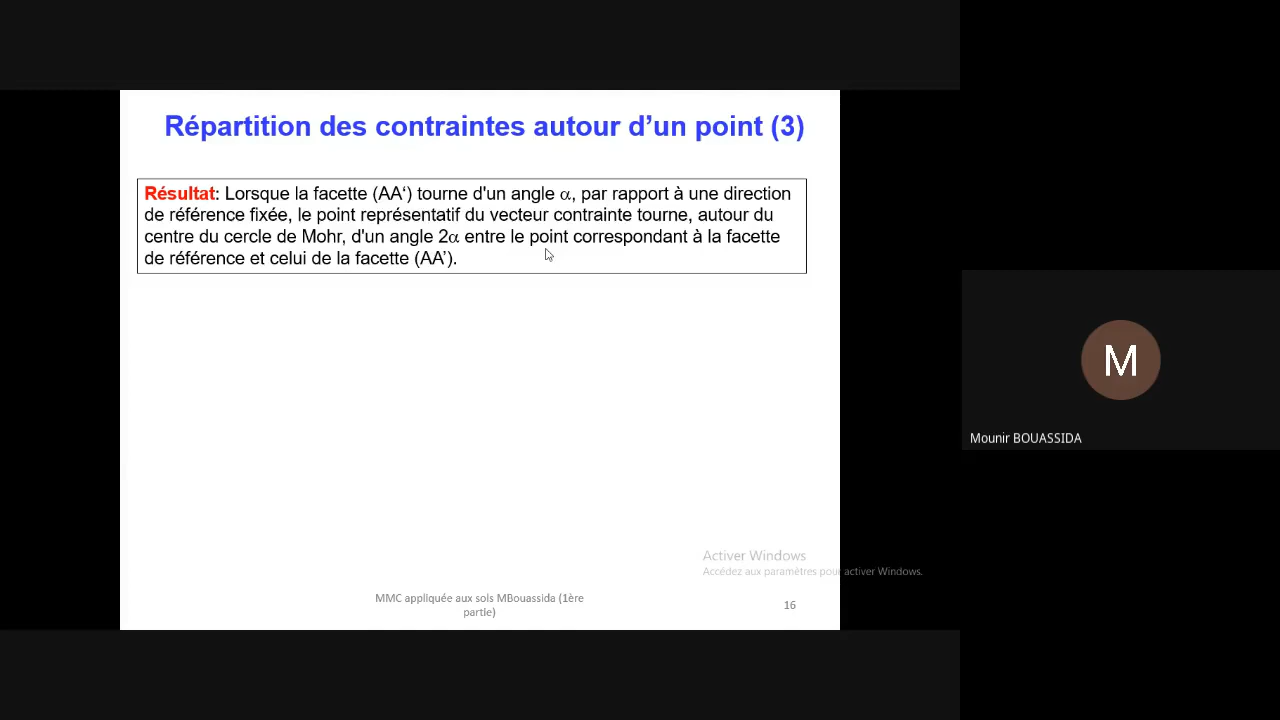 Répartition des contraintes autour d’un point (3)
Résultat: Lorsque la facette (AA‘) tourne d'un angle α, par rapport à une direction
de référence fixée, le point représentatif du vecteur contrainte tourne, autour du
centre du cercle de Mohr, d'un angle 2α entre le point correspondant à la facette
de référence et celui de la facette (AA’).
M
Mounir BOUASSIDA
Activer Windows
Accédez aux paramètres pour activer Windows.
MMC appliquée aux sols MBouassida (1ère
partie)
16